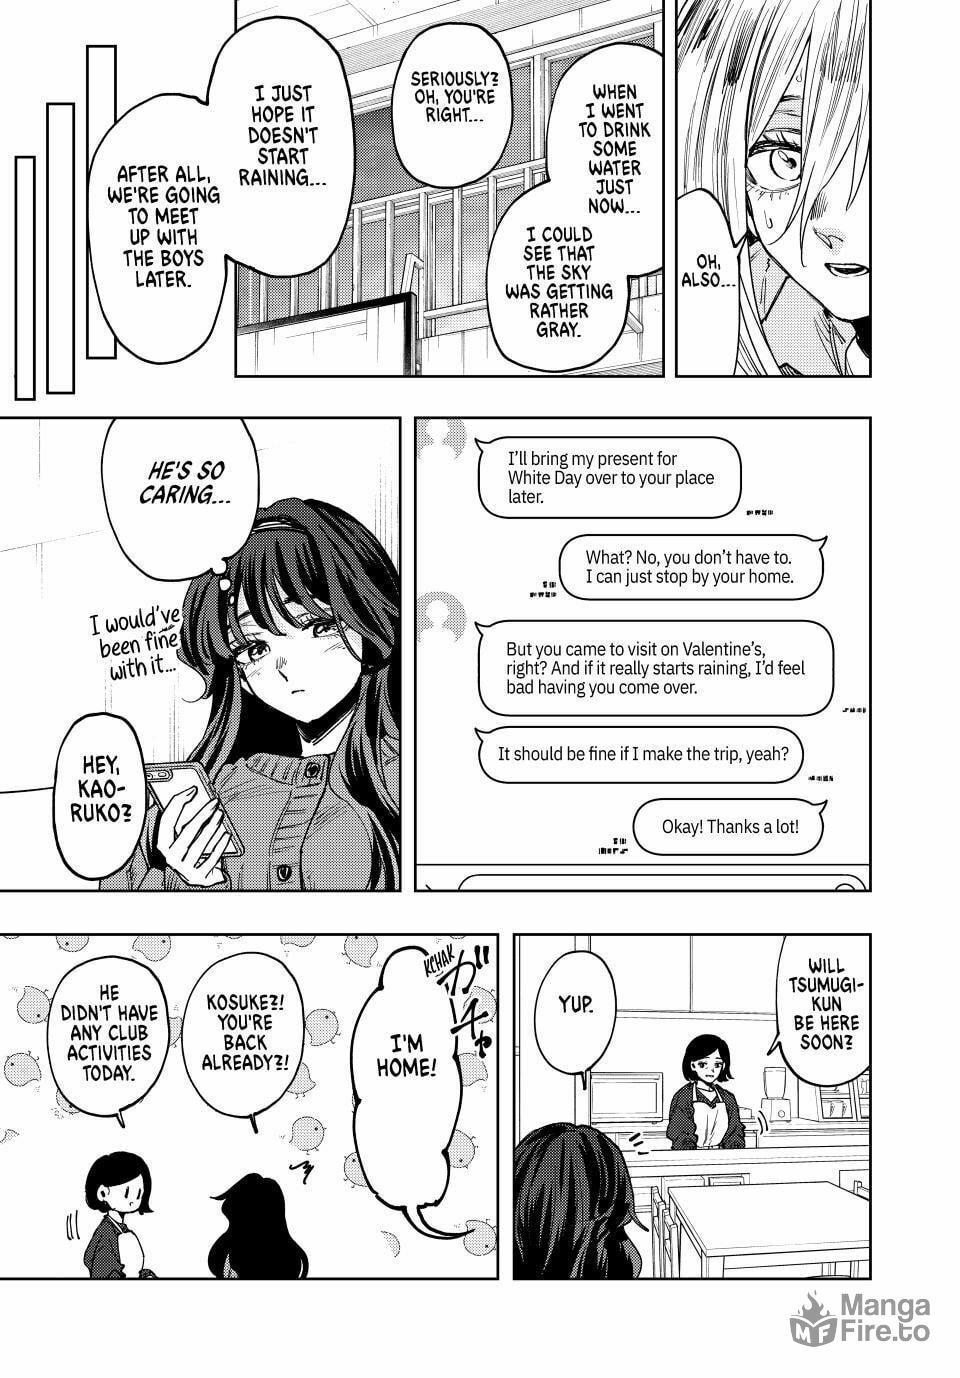 OH,
ALSO...
WHEN
I WENT
TO DRINK
SOME
WATER
JUST
NOW...
I COULD
SEE THAT
THE SKY
WAS GETTING
RATHER
GRAY.
SERIOUSLY?
OH, YOU'RE
RIGHT...
I JUST
HOPE IT
DOESN'T
START
RAINING...
AFTER ALL,
WE'RE GOING
TO MEET
UP WITH
THE BOYS
LATER.
I'll bring my present for
White Day over to your place
later.
What? No, you don't have to.
I can just stop by your home.
But you came to visit on Valentine's,
right? And if it really starts raining, I'd feel
bad having you come over.
It should be fine if I make the trip, yeah?
Okay! Thanks a lot!
HE'S SO
CARING...
I would've
been fine
with it...
HEY,
KAO-
RUKO?
WILL
TSUMUGI-
KUN
BE HERE
SOON?
YUP.
KCHAK
ガチャ
I'M
HOME!
KOSUKE?!
YOU'RE
BACK
ALREADY?!
HE
DIDN'T HAVE
ANY CLUB
ACTIVITIES
TODAY.
MF
Manga
Fire.to